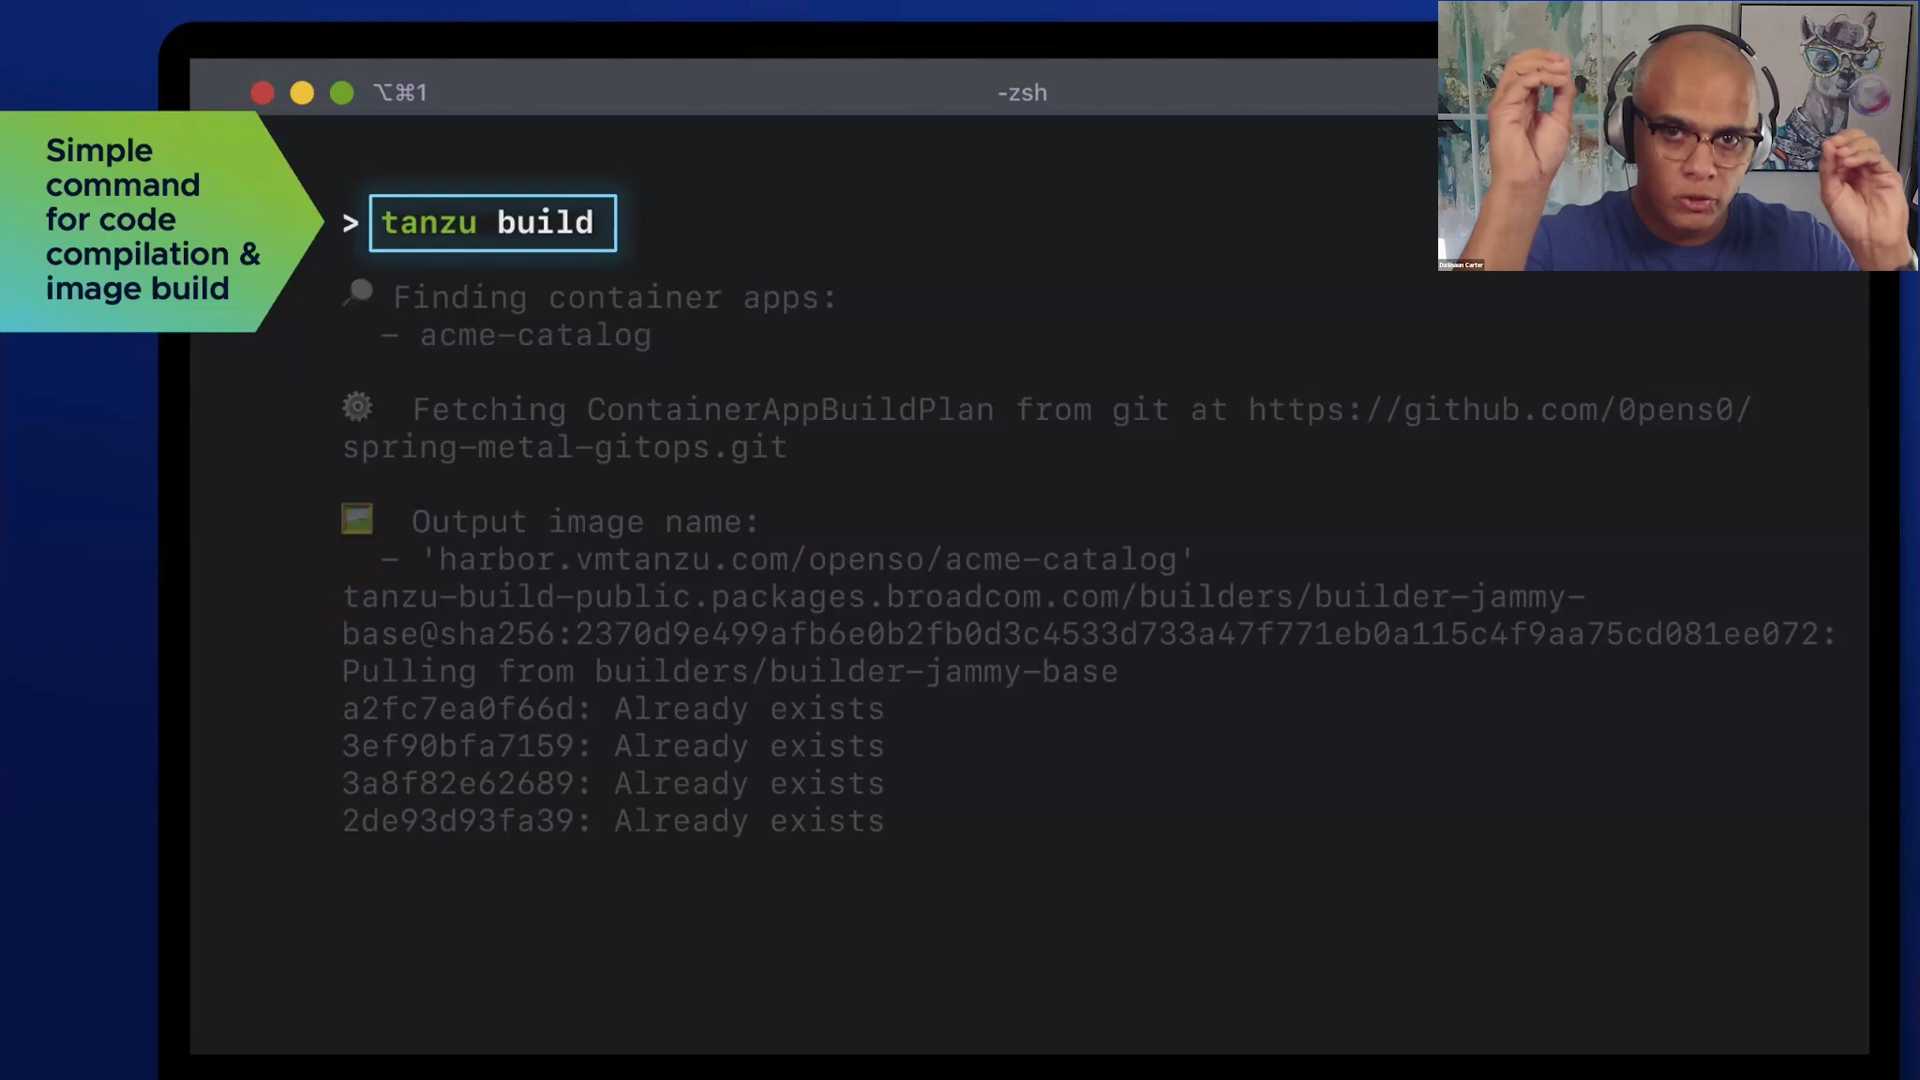 ⌥⌘1
-zsh
Simple
command
for code
compilation &
image build
> tanzu build
Finding container apps:
- acme-catalog
Fetching ContainerAppBuildPlan from git at https://github.com/0pens0/
spring-metal-gitops.git
Output image name:
- 'harbor.vmtanzu.com/openso/acme-catalog'
tanzu-build-public.packages.broadcom.com/builders/builder-jammy-
base@sha256:2370d9e499afb6e0b2fb0d3c4533d733a47f771eb0a115c4f9aa75cd081ee072:
Pulling from builders/builder-jammy-base
a2fc7ea0f66d: Already exists
3ef90bfa7159: Already exists
3a8f82e62689: Already exists
2de93d93fa39: Already exists
DaShaun Carter